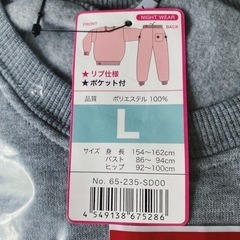 NIGHT WEAR
FRONT
BACK
★リブ仕様
★ポケット付
品質 ポリエステル 100%
L
サイズ 身長 154~162cm
バスト 86~ 94cm
ヒップ 92~100cm
No. 65-235-SD00
4 549138 675286